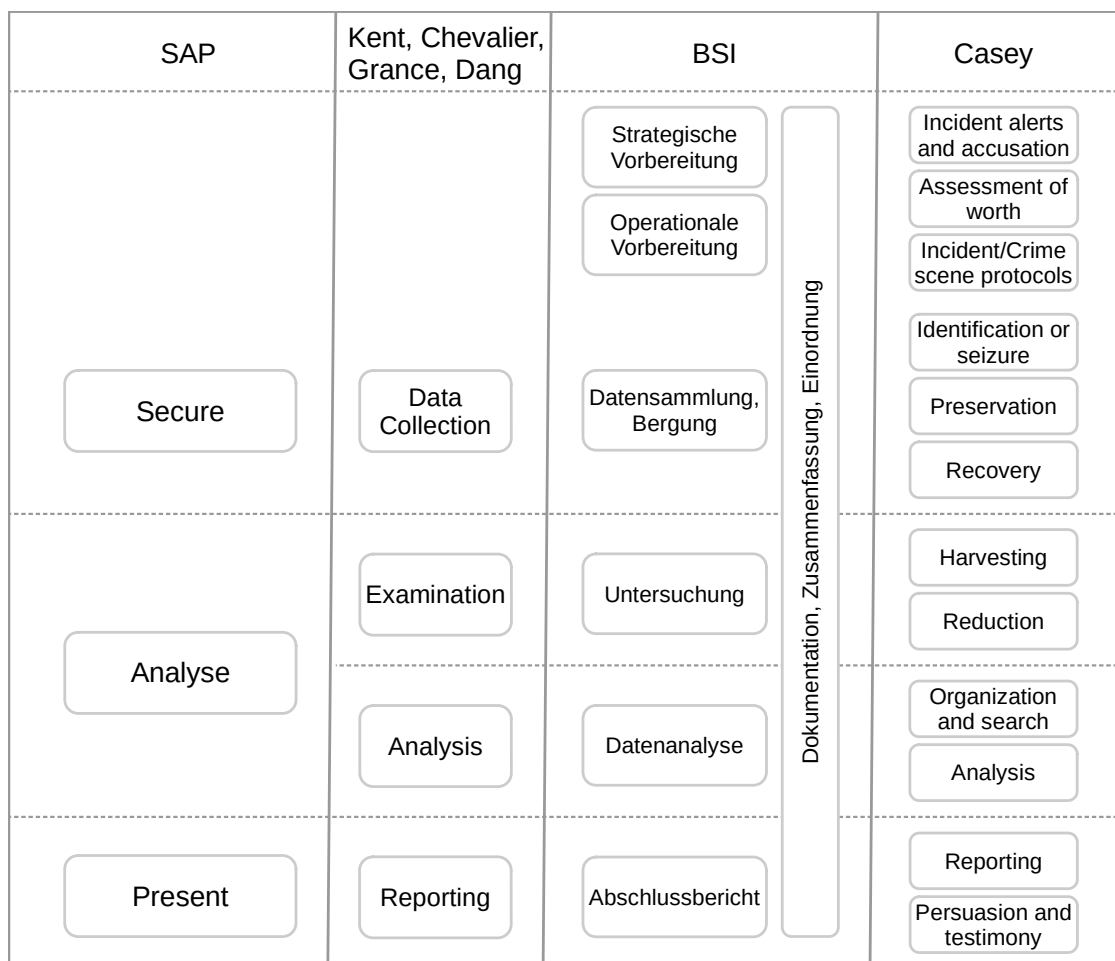 SAP
Kent, Chevalier,
Grance, Dang
BSI
Casey
Strategische
Vorbereitung
Operationale
Vorbereitung
Dokumentation, Zusammenfassung, Einordnung
Incident alerts
and accusation
Assessment of
worth
Incident/Crime
scene protocols
Identification or
seizure
Secure
Data
Collection
Datensammlung,
Bergung
Preservation
Recovery
Analyse
Examination
Untersuchung
Harvesting
Reduction
Analysis
Datenanalyse
Organization
and search
Analysis
Present
Reporting
Abschlussbericht
Reporting
Persuasion and
testimony